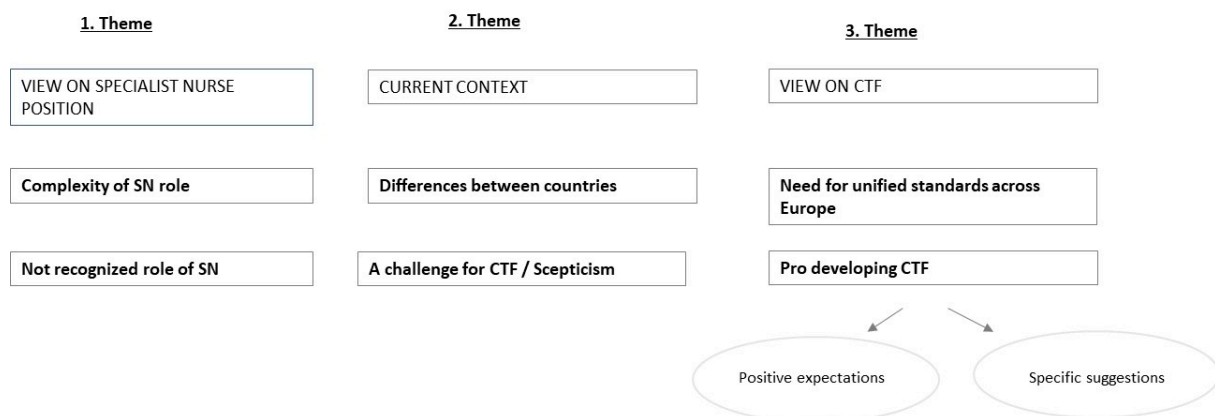 1. Theme
VIEW ON SPECIALIST NURSE
POSITION
Complexity of SN role
Not recognized role of SN
2. Theme
CURRENT CONTEXT
Differences between countries
A challenge for CTF / Scepticism
3. Theme
VIEW ON CTF
Need for unified standards across
Europe
Pro developing CTF
Positive expectations
Specific suggestions